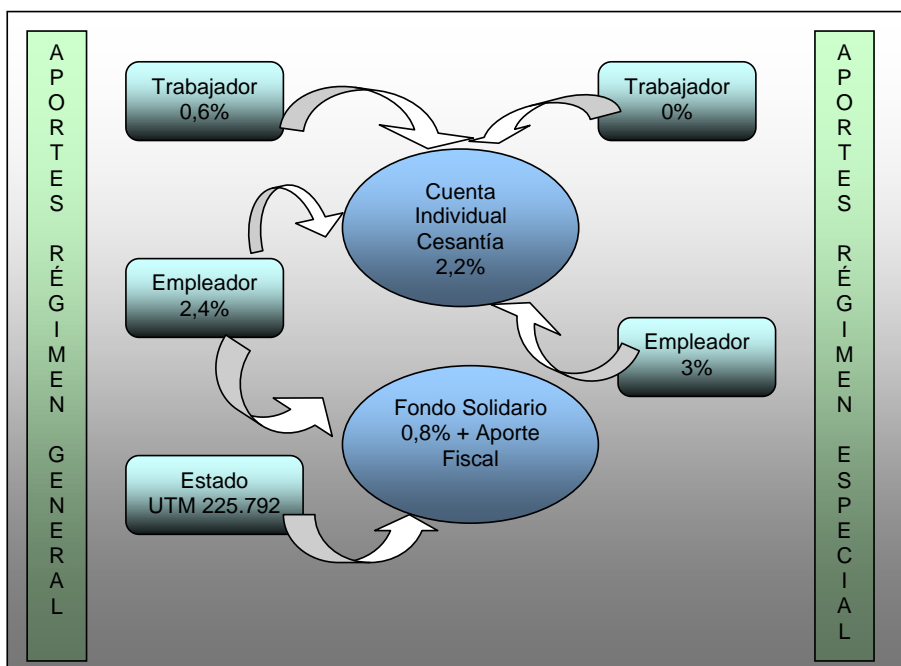 APORTES RÉGIMEN GENERAL
Trabajador
0,6%
Trabajador
0%
Cuenta
Individual
Cesantía
2,2%
Empleador
2,4%
Empleador
3%
Fondo Solidario
0,8% + Aporte
Fiscal
Estado
UTM 225.792
APORTES RÉGIMEN ESPECIAL